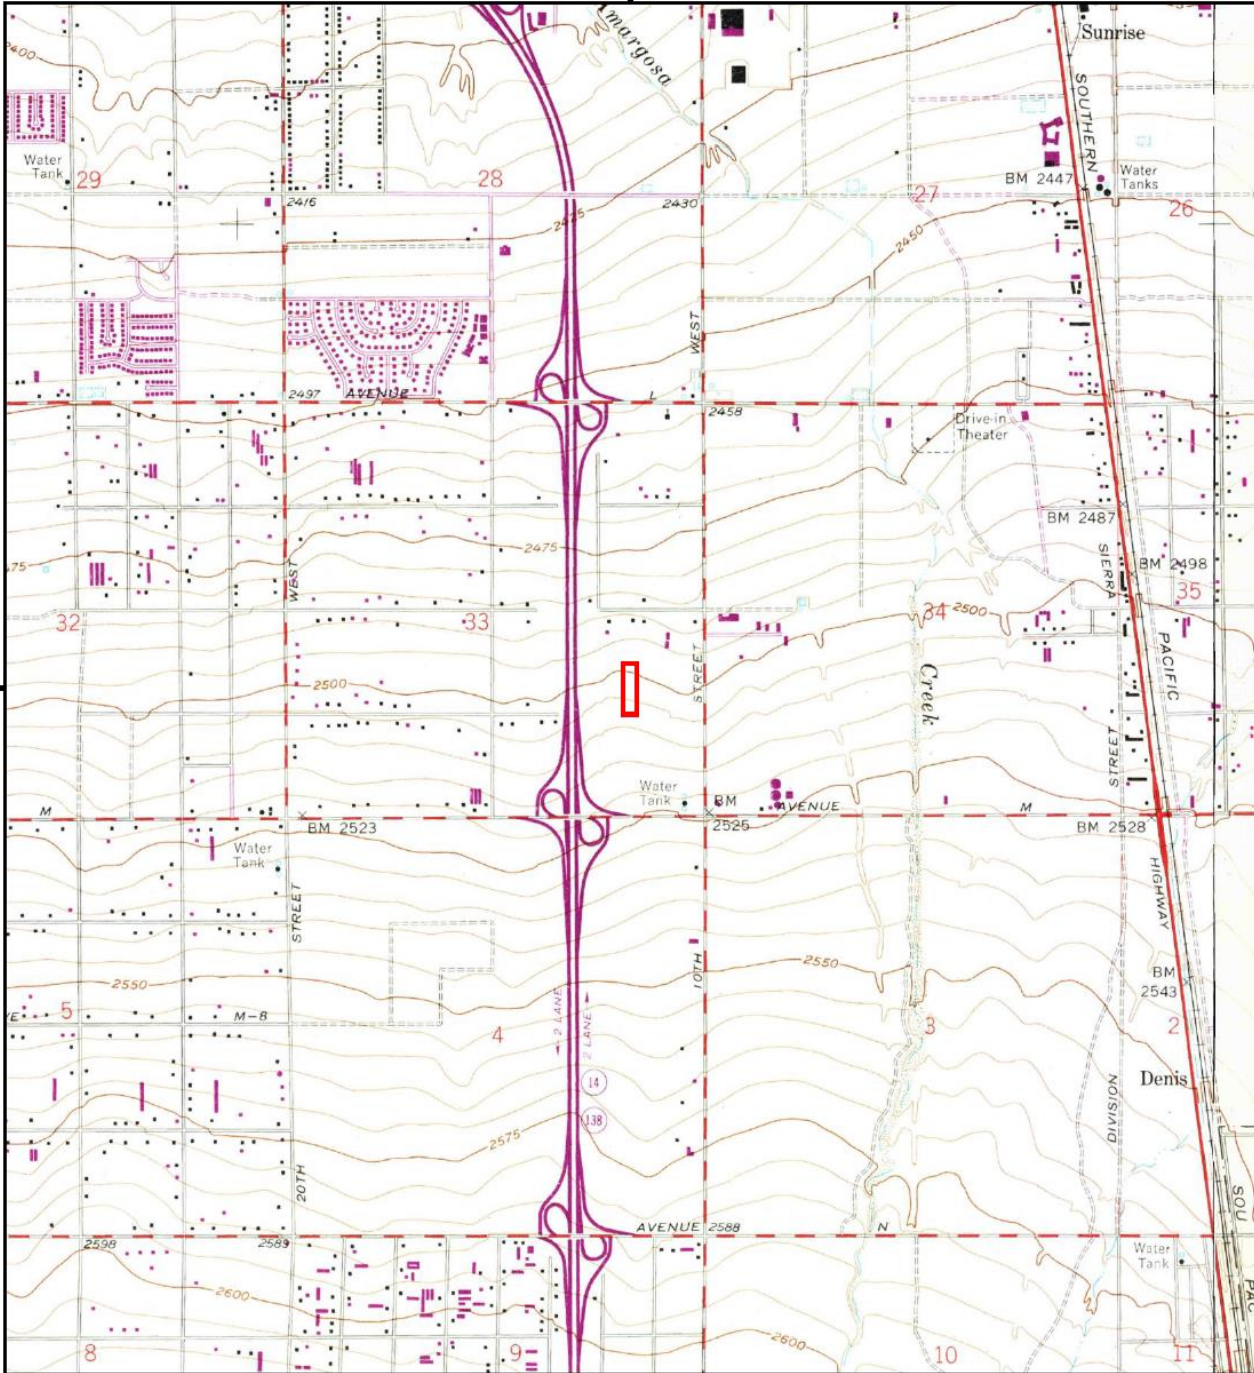 Amargosa
Sunrise
2400
SOUTHERN
Water
Tank
29
28
BM 2447
Water
Tanks
2416
2430
27
26
2425
2450
WEST
2497 AVENUE
L
2458
Drive-in
Theater
BM 2487
2475
BM 2498
WEST
SIERRA
35
32
33
34
2500
PACIFIC
2500
STREET
Creek
STREET
Water
Tank
BM
2525
AVENUE
M
M
BM 2523
BM 2528
Water
Tank
HIGHWAY
STREET
10TH
2550
2550
BM
2543
5
M-8
4
2 LANE
2 LANE
3
2
14
138
Denis
DIVISION
2575
20TH
SOU
AVENUE 2588
N
2598
2589
Water
Tank
PAC
2600
2600
8
9
10
11